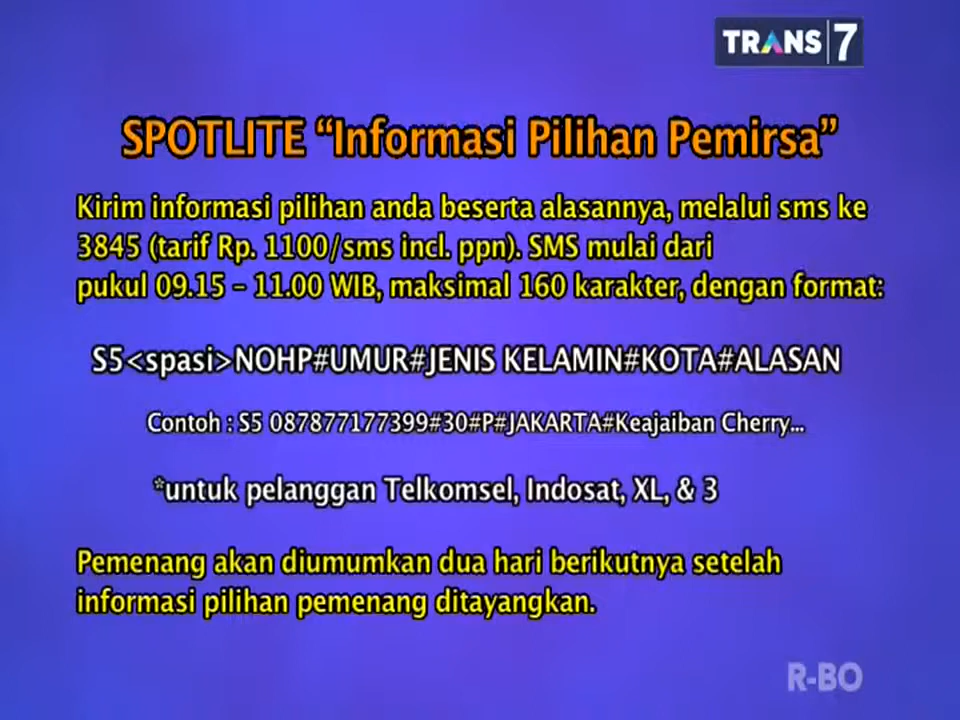 TRANS|7
SPOTLITE “Informasi Pilihan Pemirsa”
Kirim informasi pilihan anda beserta alasannya, melalui sms ke
3845 (tarif Rp. 1100/sms incl. ppn). SMS mulai dari
pukul 09.15 – 11.00 WIB, maksimal 160 karakter, dengan format:
S5<spasi>NOHP#UMUR#JENIS KELAMIN#KOTA#ALASAN
Contoh : S5 087877177399#30#P#JAKARTA#Keajaiban Cherry...
*untuk pelanggan Telkomsel, Indosat, XL, & 3
Pemenang akan diumumkan dua hari berikutnya setelah
informasi pilihan pemenang ditayangkan.
R-BO